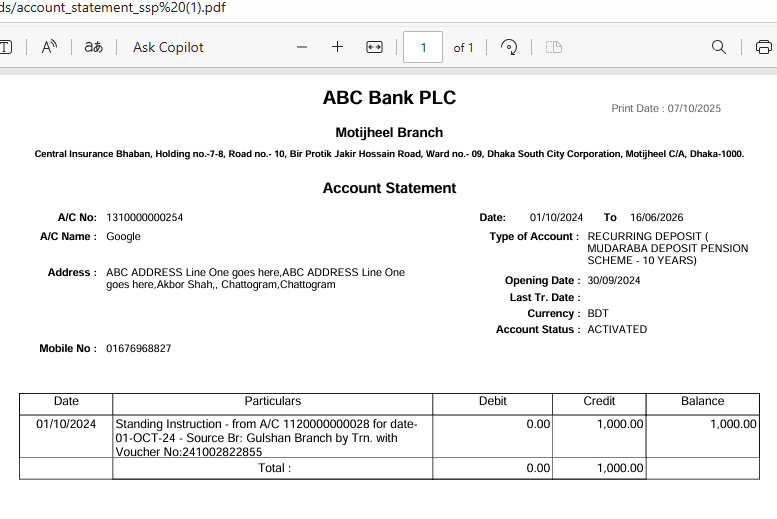 ds/account_statement_ssp%20(1).pdf
Ask Copilot
1 of 1
ABC Bank PLC
Print Date : 07/10/2025
Motijheel Branch
Central Insurance Bhaban, Holding no.-7-8, Road no.- 10, Bir Protik Jakir Hossain Road, Ward no.- 09, Dhaka South City Corporation, Motijheel C/A, Dhaka-1000.
Account Statement
A/C No: 1310000000254
Date: 01/10/2024 To 16/06/2026
A/C Name : Google
Type of Account : RECURRING DEPOSIT (
MUDARABA DEPOSIT PENSION
SCHEME - 10 YEARS)
Address : ABC ADDRESS Line One goes here,ABC ADDRESS Line One
goes here,Akbor Shah,, Chattogram,Chattogram
Opening Date : 30/09/2024
Last Tr. Date :
Currency : BDT
Account Status : ACTIVATED
Mobile No : 01676968827
Date Particulars Debit Credit Balance
01/10/2024 Standing Instruction - from A/C 1120000000028 for date- 0.00 1,000.00 1,000.00
01-OCT-24 - Source Br: Gulshan Branch by Trn. with
Voucher No:241002822855
Total : 0.00 1,000.00